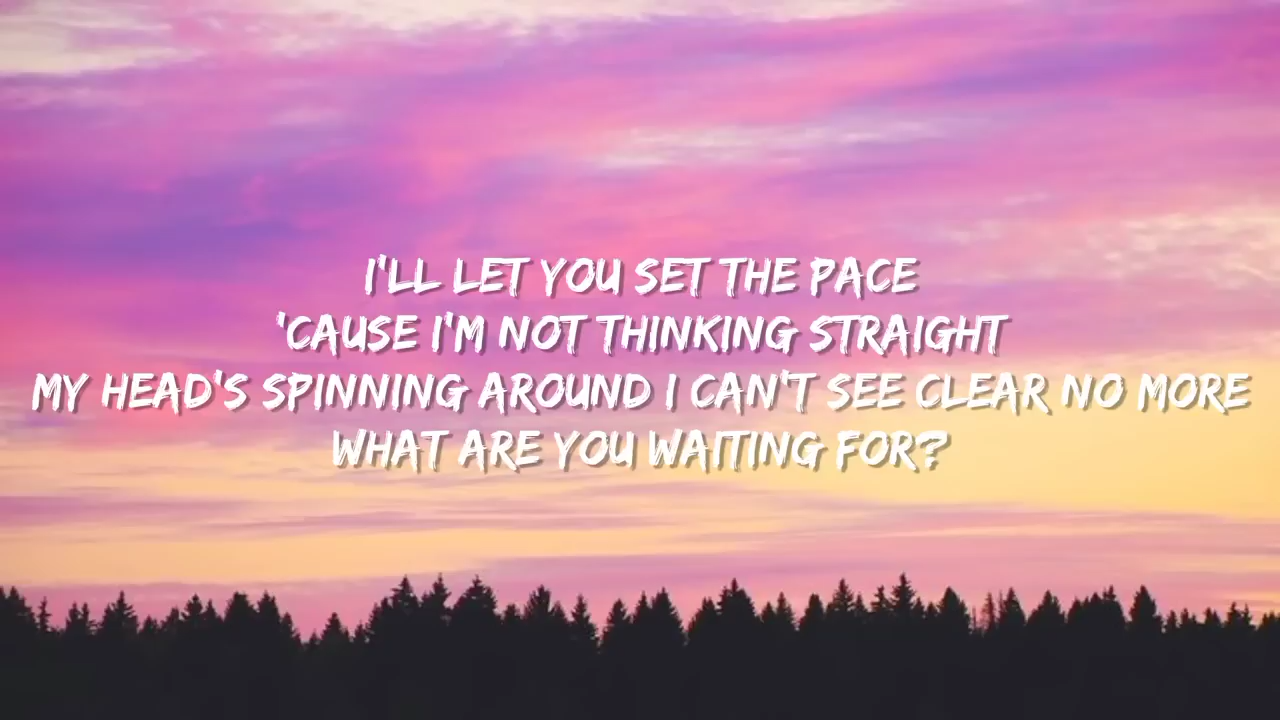 I'LL LET YOU SET THE PACE
'CAUSE I'M NOT THINKING STRAIGHT
MY HEAD'S SPINNING AROUND I CAN'T SEE CLEAR NO MORE
WHAT ARE YOU WAITING FOR?